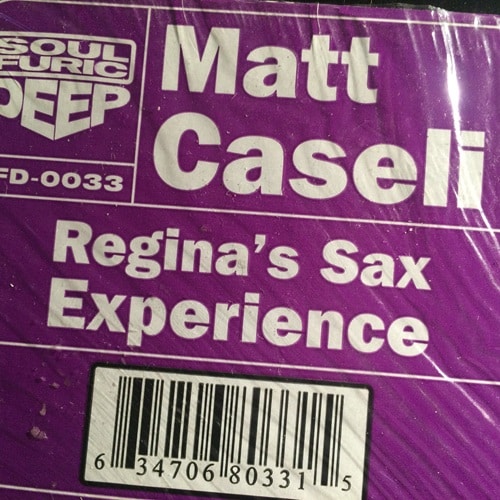 SOUL
FURIC
DEEP
FD-0033
Matt
Caseli
Regina's Sax
Experience
6 34706 80331 5